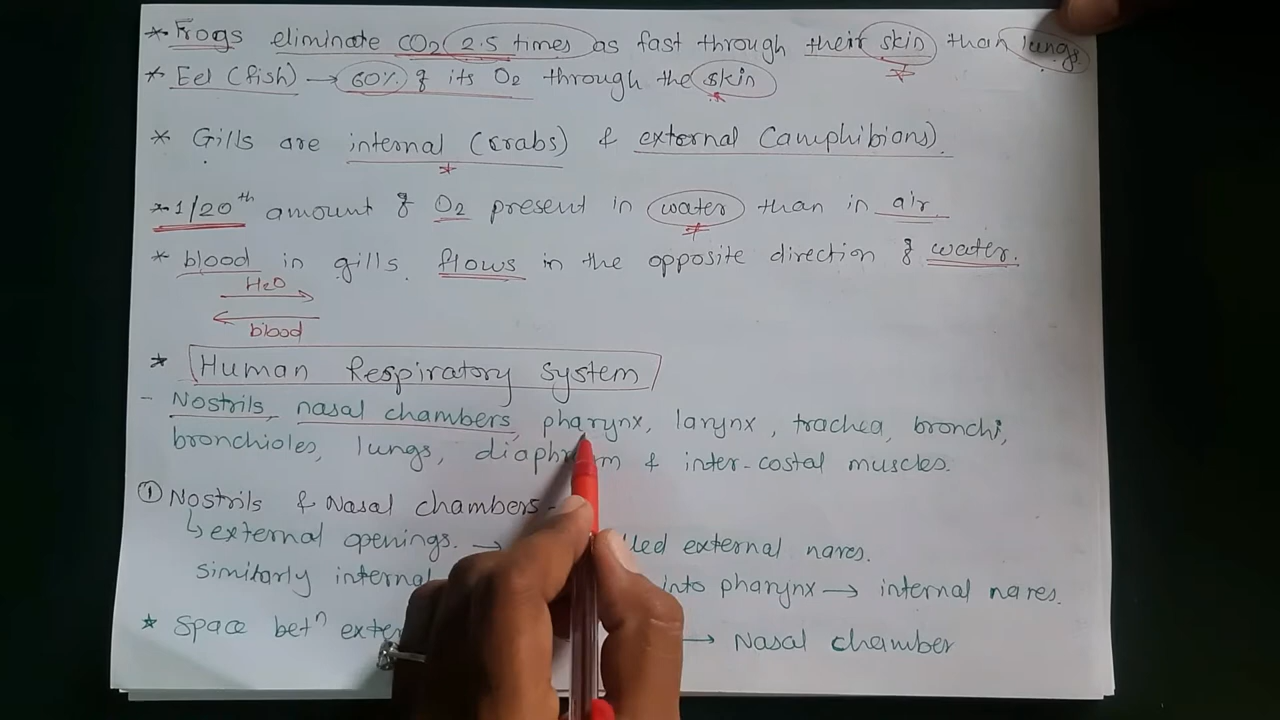 * Frogs eliminate CO2 2.5 times as fast through their skin than lungs
* Eel (fish) → 60% of its O2 through the skin
* Gills are internal (crabs) & external (amphibions).
* 1/20th amount of O2 present in water than in air.
* blood in gills flows in the opposite direction of water.
H2O
blood
* Human Respiratory System
- Nostrils, nasal chambers, pharynx, larynx, trachea, bronchi,
bronchioles, lungs, & inter-costal muscles.
① Nostrils & Nasal chambers -
↳ external openings. → external nares.
similarly internal into pharynx → internal nares.
* Space betn → Nasal chamber